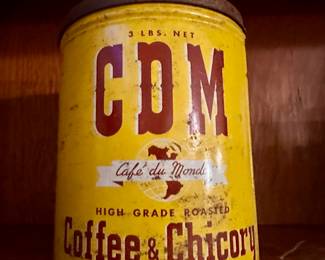 3 LBS. NET
CDM
Café du Monde
HIGH GRADE ROASTED
Coffee & Chicory